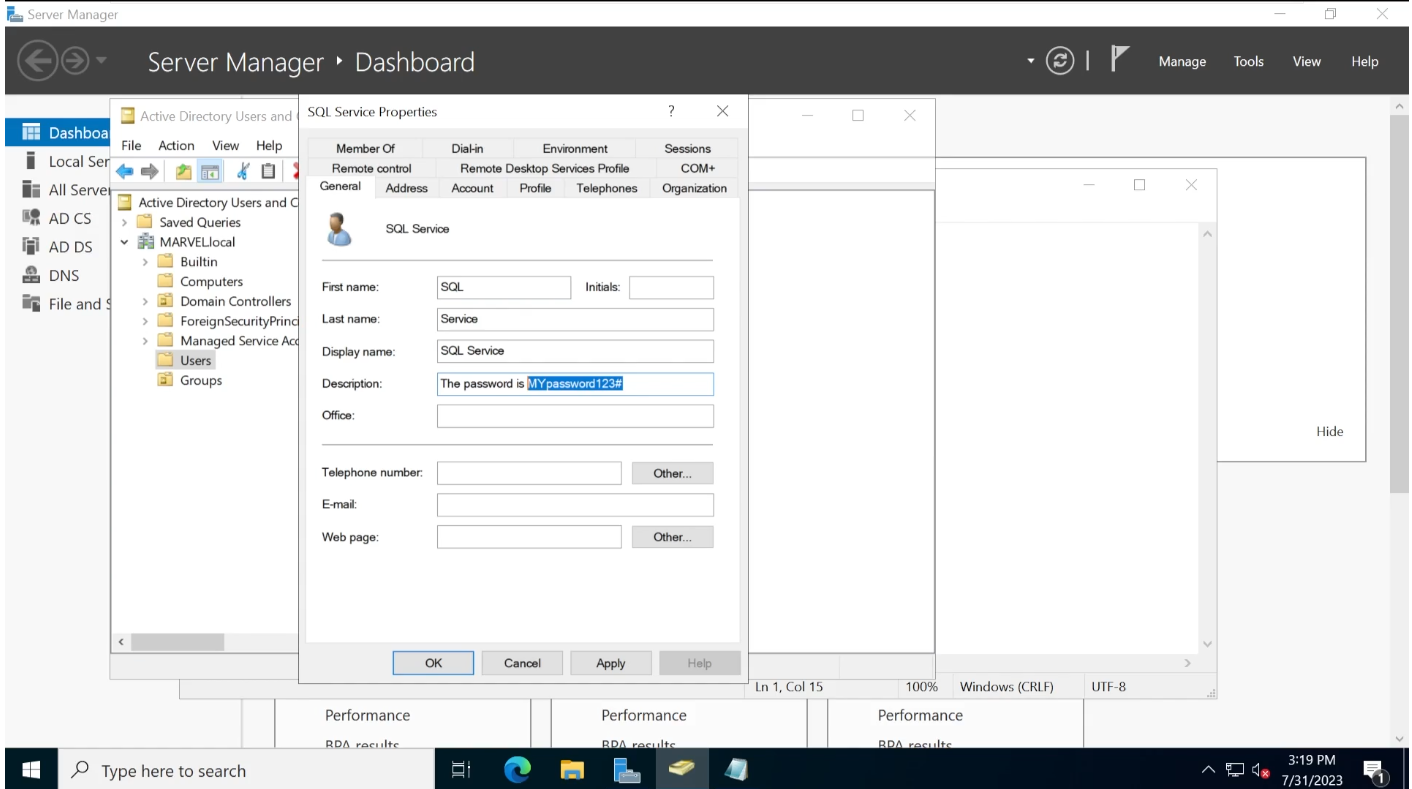 Server Manager
Server Manager ‣ Dashboard
Manage Tools View Help
Dashboa
Local Ser
All Server
AD CS
AD DS
DNS
File and S
Active Directory Users and
File Action View Help
Active Directory Users and C
Saved Queries
MARVEL.local
Builtin
Computers
Domain Controllers
ForeignSecurityPrinci
Managed Service Acc
Users
Groups
SQL Service Properties
?
Member Of Dial-in Environment Sessions
Remote control Remote Desktop Services Profile COM+
General Address Account Profile Telephones Organization
SQL Service
First name: SQL Initials:
Last name: Service
Display name: SQL Service
Description: The password is MYpassword123#
Office:
Telephone number: Other...
E-mail:
Web page: Other...
OK Cancel Apply Help
Hide
Ln 1, Col 15 100% Windows (CRLF) UTF-8
Performance Performance Performance
BPA results BPA results BPA results
Type here to search
3:19 PM
7/31/2023
1